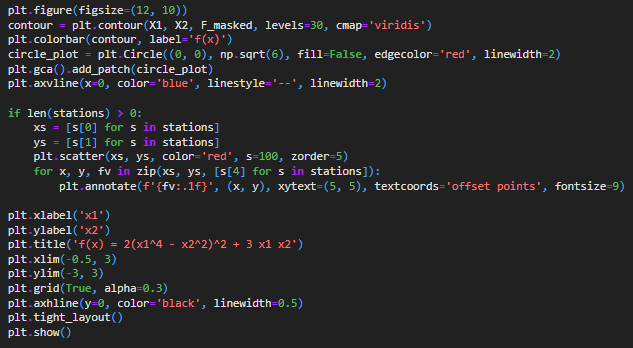 plt.figure(figsize=(12, 10))
contour = plt.contour(X1, X2, F_masked, levels=30, cmap='viridis')
plt.colorbar(contour, label='f(x)')
circle_plot = plt.Circle((0, 0), np.sqrt(6), fill=False, edgecolor='red', linewidth=2)
plt.gca().add_patch(circle_plot)
plt.axvline(x=0, color='blue', linestyle='--', linewidth=2)

if len(stations) > 0:
    xs = [s[0] for s in stations]
    ys = [s[1] for s in stations]
    plt.scatter(xs, ys, color='red', s=100, zorder=5)
    for x, y, fv in zip(xs, ys, [s[4] for s in stations]):
        plt.annotate(f'{fv:.1f}', (x, y), xytext=(5, 5), textcoords='offset points', fontsize=9)

plt.xlabel('x1')
plt.ylabel('x2')
plt.title('f(x) = 2(x1^4 - x2^2)^2 + 3 x1 x2')
plt.xlim(-0.5, 3)
plt.ylim(-3, 3)
plt.grid(True, alpha=0.3)
plt.axhline(y=0, color='black', linewidth=0.5)
plt.tight_layout()
plt.show()